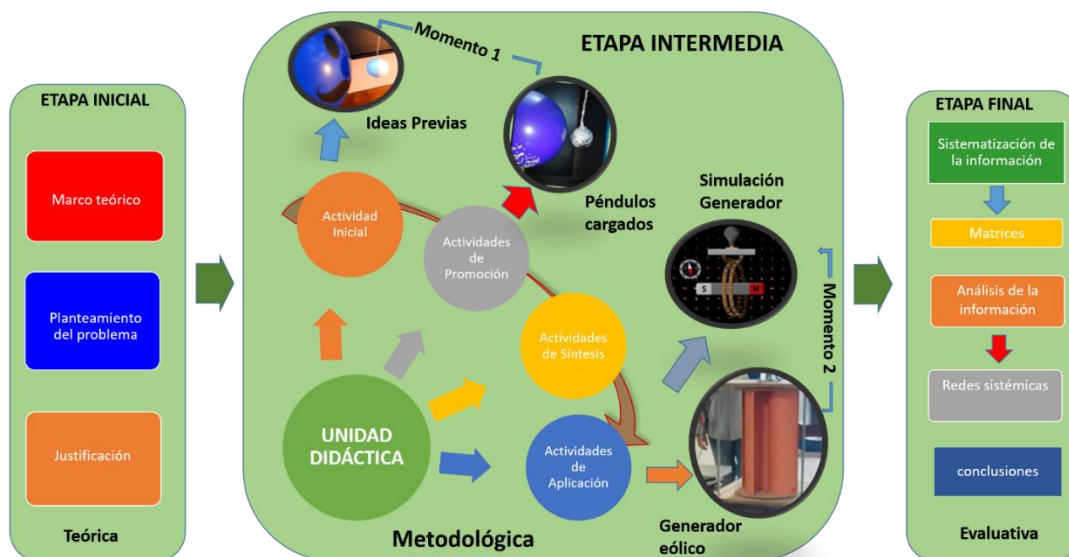 ETAPA INICIAL
Marco teórico
Planteamiento
del problema
Justificación
Teórica
ETAPA INTERMEDIA
Momento 1
Ideas Previas
Péndulos
cargados
Actividad
Inicial
Actividades
de
Promoción
Simulación
Generador
S
N
Momento 2
Actividades
de Síntesis
UNIDAD
DIDÁCTICA
Actividades
de
Aplicación
Generador
eólico
Metodológica
ETAPA FINAL
Sistematización de
la información
Matrices
Análisis de la
información
Redes sistémicas
conclusiones
Evaluativa